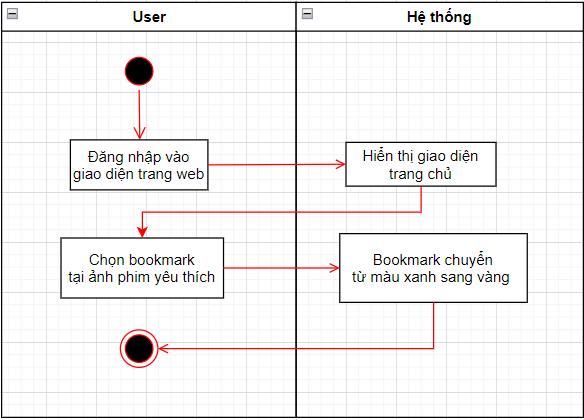 User
Hệ thống
Đăng nhập vào
giao diện trang web
Hiển thị giao diện
trang chủ
Chọn bookmark
tại ảnh phim yêu thích
Bookmark chuyển
từ màu xanh sang vàng